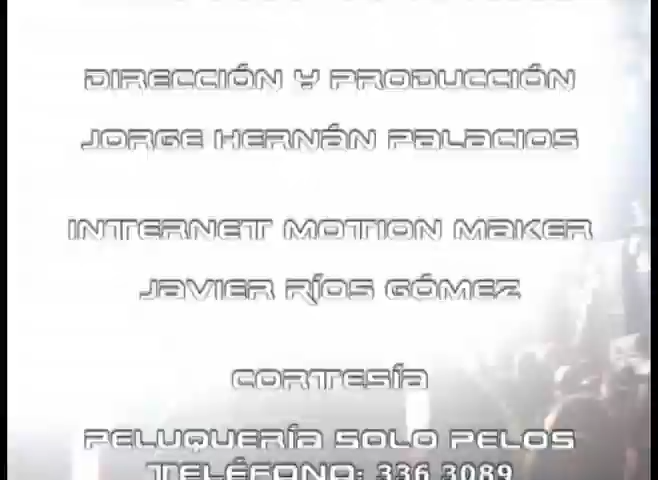 DIRECCIÓN Y PRODUCCIÓN
JORGE HERNÁN PALACIOS
INTERNET MOTION MAKER
JAVIER RÍOS GÓMEZ
CORTESÍA
PELUQUERÍA SOLO PELOS
TELÉFONO: 336 3089